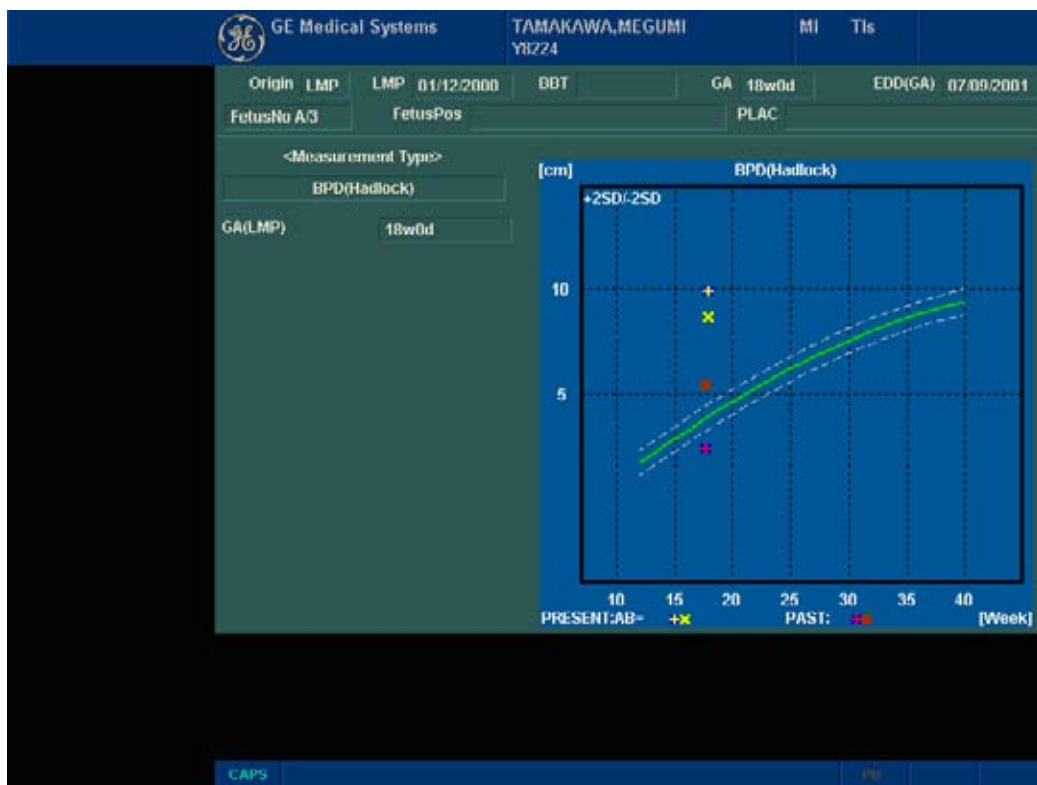 GE Medical Systems TAMAKAWA,MEGUMI MI TIs
Y8224
Origin LMP LMP 01/12/2000 BBT GA 18w0d EDD(GA) 07/09/2001
FetusNo A/3 FetusPos PLAC
<Measurement Type>
BPD(Hadlock)
GA(LMP) 18w0d
[cm] BPD(Hadlock)
+2SD/-2SD
10
5
10 15 20 25 30 35 40
PRESENT:AB= +× PAST:
[Week]
CAPS